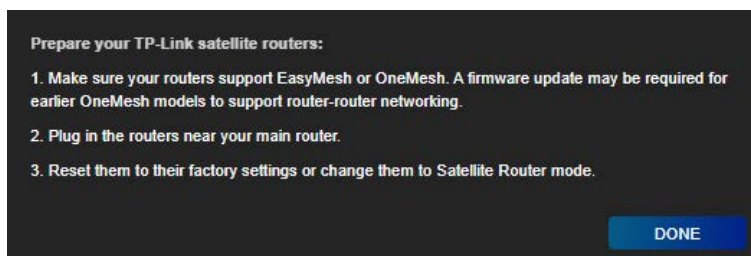 Prepare your TP-Link satellite routers:
1. Make sure your routers support EasyMesh or OneMesh. A firmware update may be required for
earlier OneMesh models to support router-router networking.
2. Plug in the routers near your main router.
3. Reset them to their factory settings or change them to Satellite Router mode.
DONE